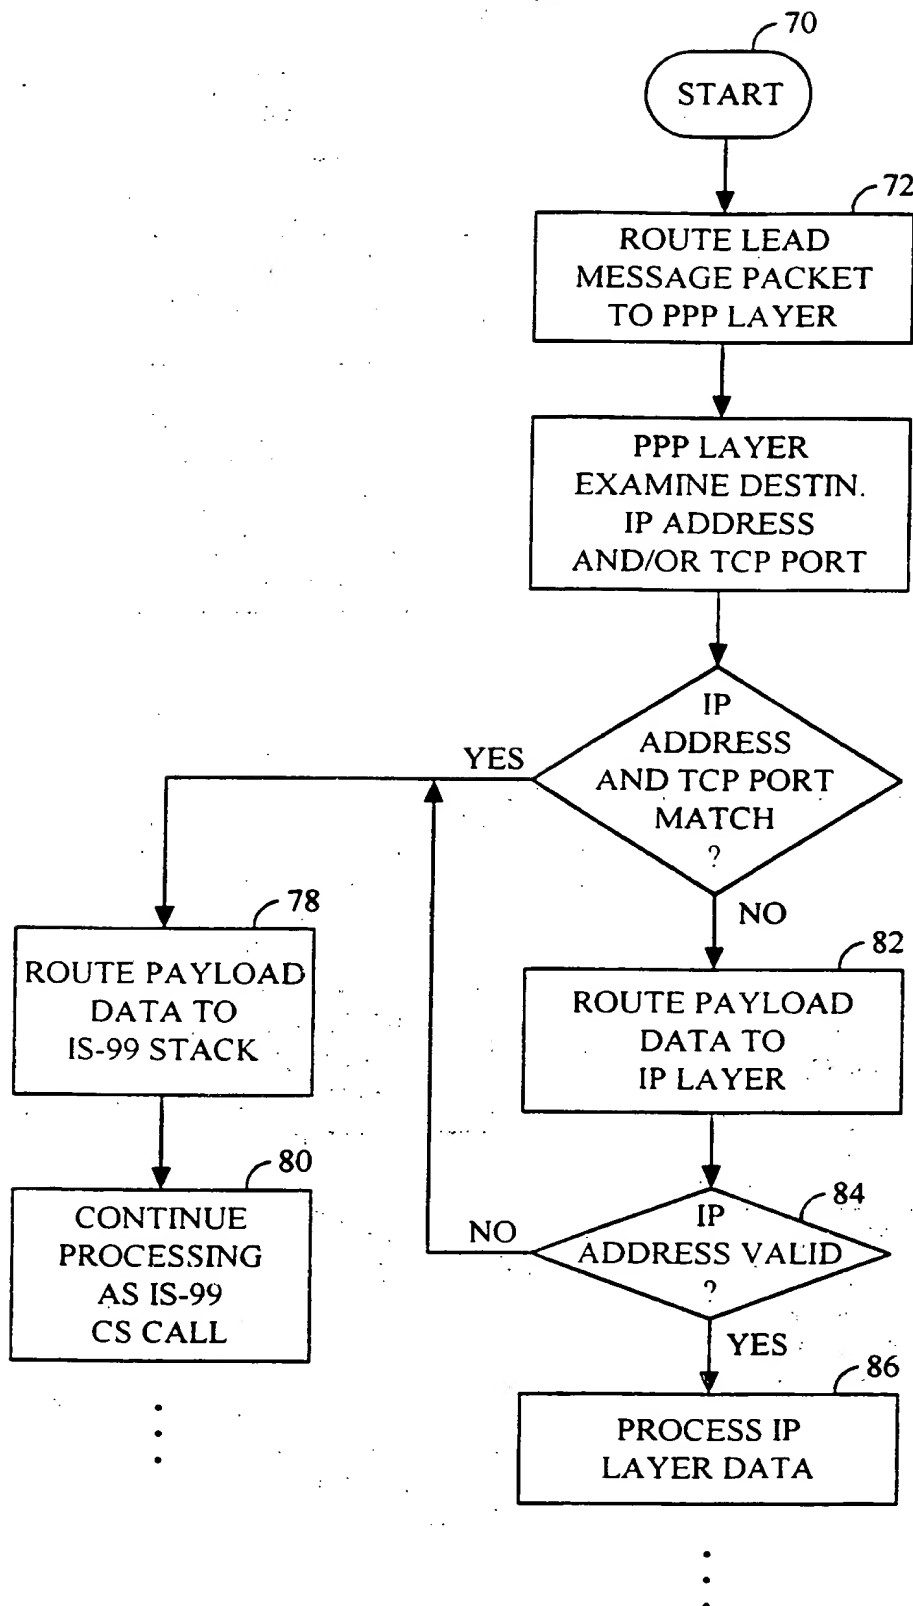 70
START
72
ROUTE LEAD
MESSAGE PACKET
TO PPP LAYER
PPP LAYER
EXAMINE DESTIN.
IP ADDRESS
AND/OR TCP PORT
IP
ADDRESS
AND TCP PORT
MATCH
?
YES
NO
78
ROUTE PAYLOAD
DATA TO
IS-99 STACK
80
CONTINUE
PROCESSING
AS IS-99
CS CALL
82
ROUTE PAYLOAD
DATA TO
IP LAYER
84
IP
ADDRESS VALID
?
NO
YES
86
PROCESS IP
LAYER DATA